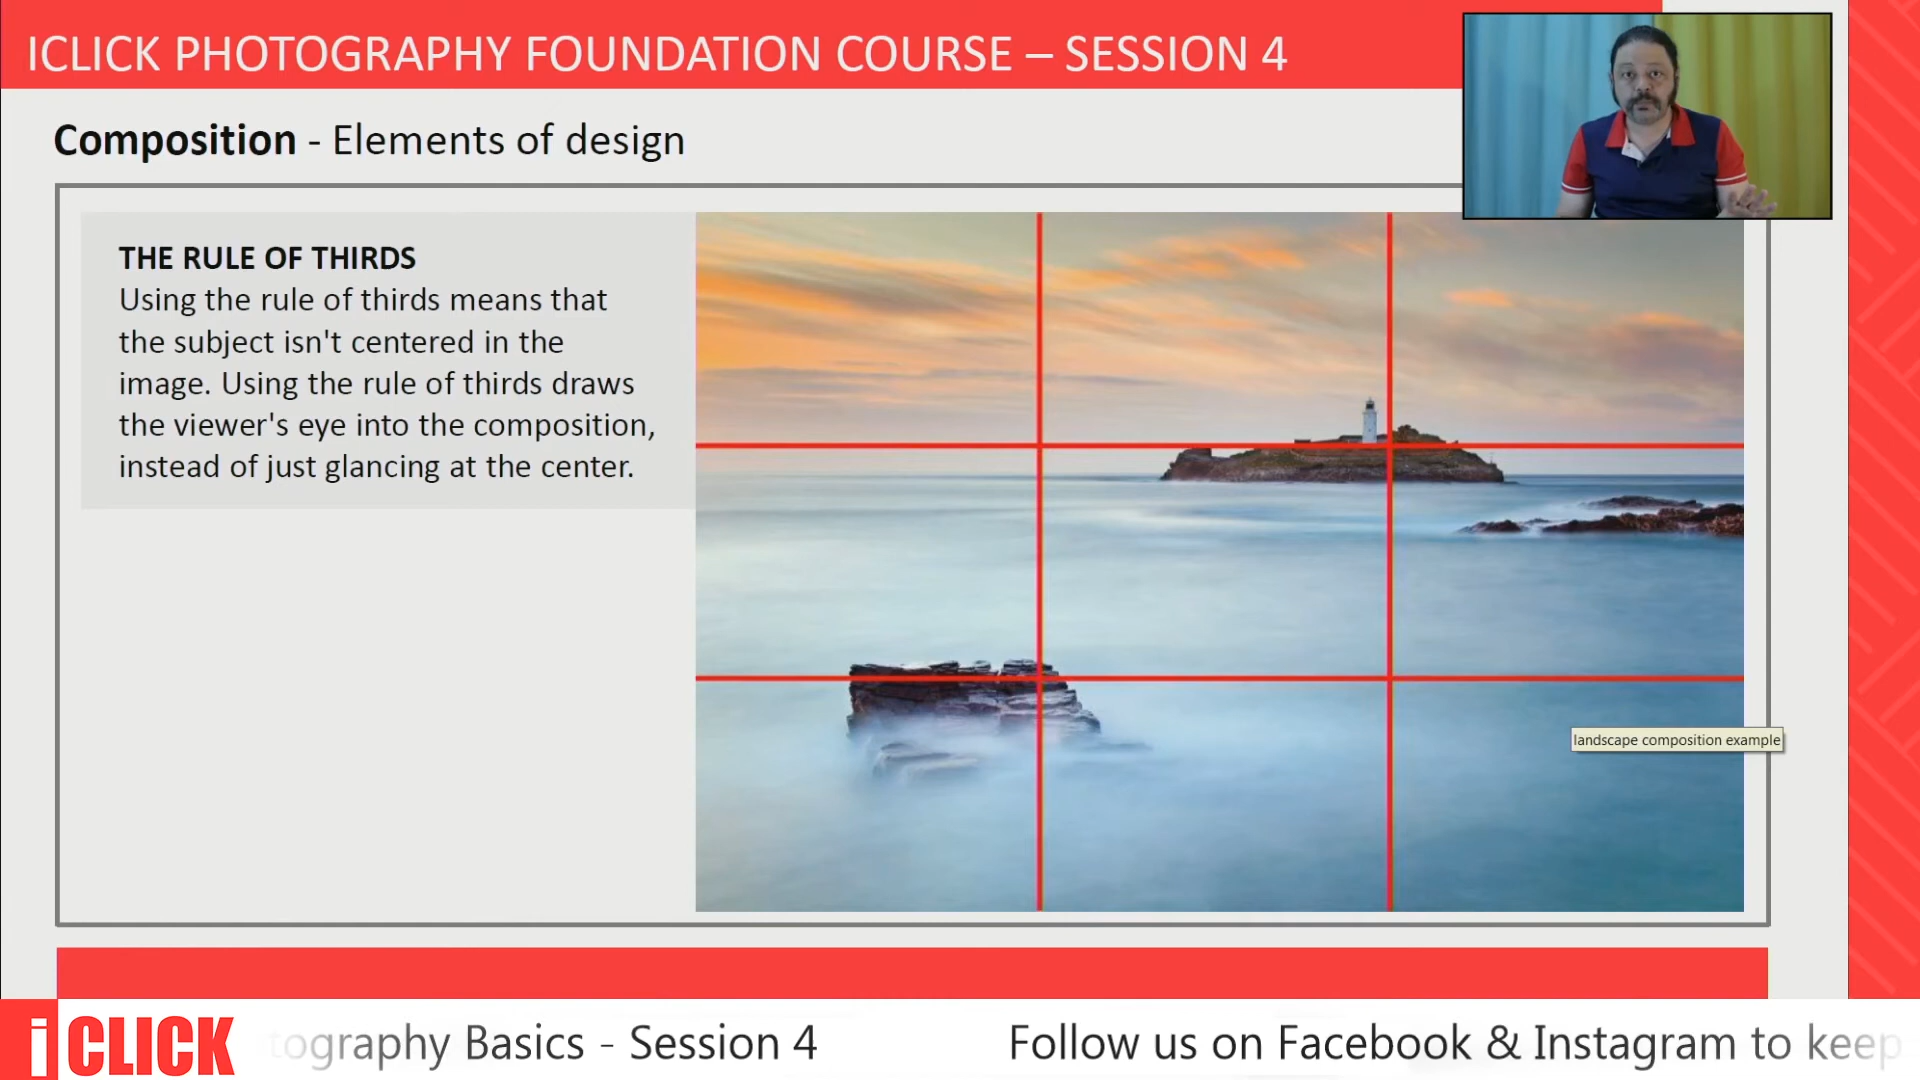 ICLICK PHOTOGRAPHY FOUNDATION COURSE – SESSION 4
Composition - Elements of design
THE RULE OF THIRDS
Using the rule of thirds means that
the subject isn't centered in the
image. Using the rule of thirds draws
the viewer's eye into the composition,
instead of just glancing at the center.
landscape composition example
iCLICK
tography Basics - Session 4
Follow us on Facebook & Instagram to keep